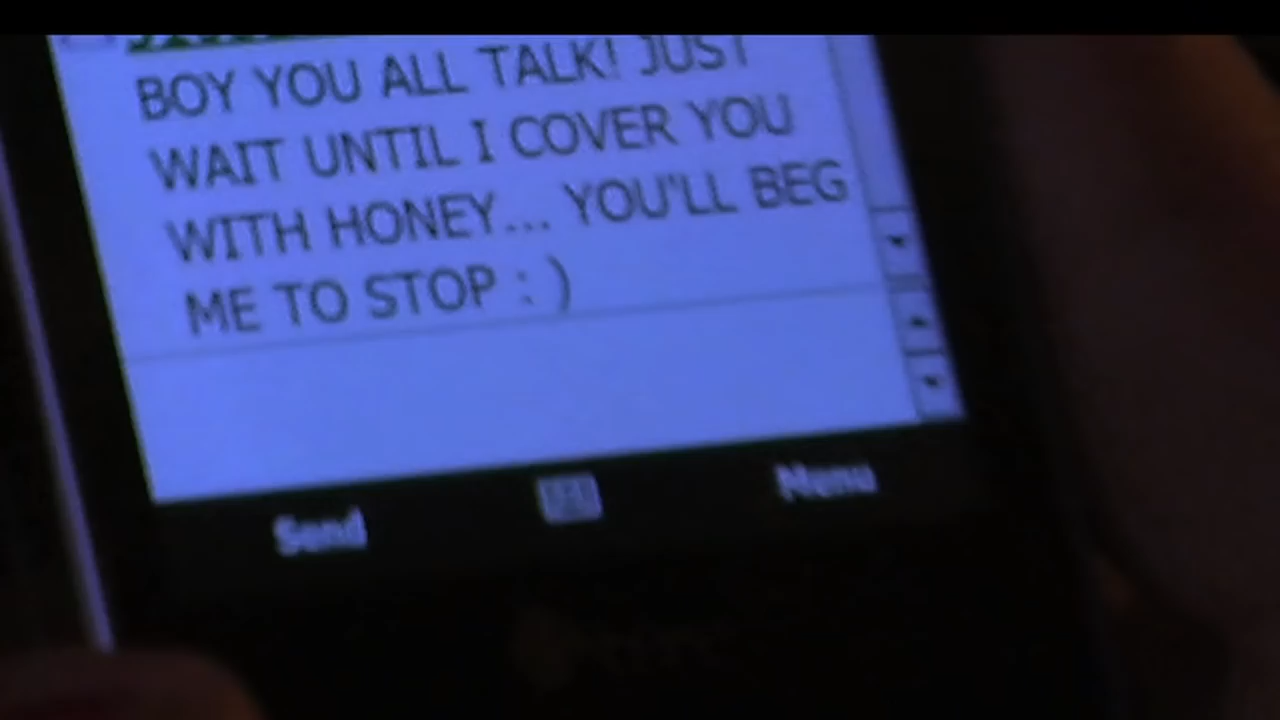 BOY YOU ALL TALK! JUST
WAIT UNTIL I COVER YOU
WITH HONEY... YOU'LL BEG
ME TO STOP : )
Send
Menu